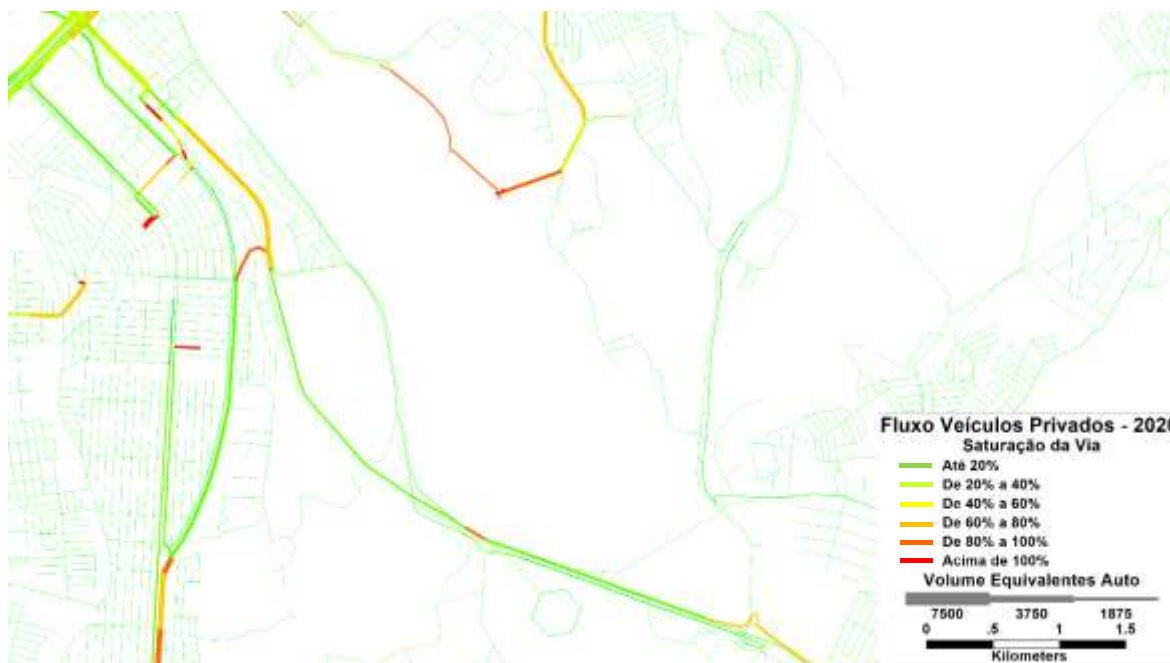 Fluxo Veículos Privados - 2020
Saturação da Via
Até 20%
De 20% a 40%
De 40% a 60%
De 60% a 80%
De 80% a 100%
Acima de 100%
Volume Equivalentes Auto
7500 3750 1875
0 .5 1 1.5
Kilometers